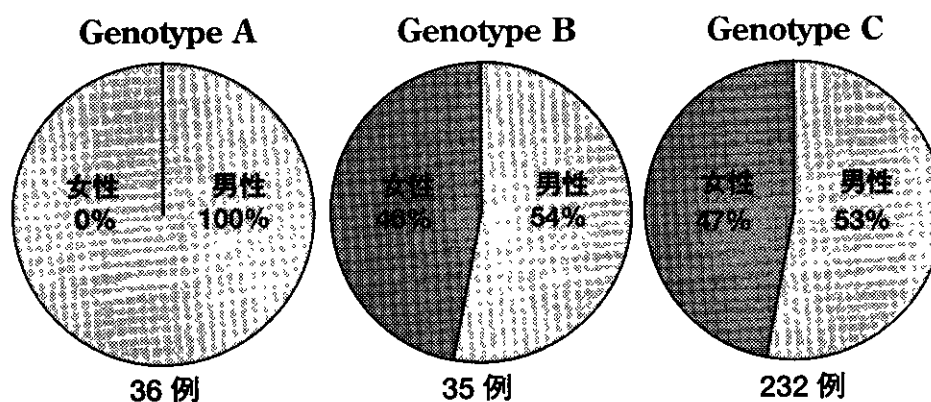 Genotype A
Genotype B
Genotype C
女性
0%
男性
100%
女性
46%
男性
54%
女性
47%
男性
53%
36 例
35 例
232 例